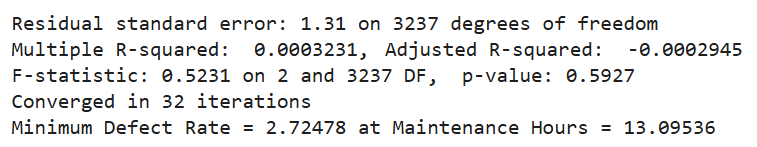 Residual standard error: 1.31 on 3237 degrees of freedom
Multiple R-squared:  0.0003231, Adjusted R-squared:  -0.0002945
F-statistic: 0.5231 on 2 and 3237 DF,  p-value: 0.5927
Converged in 32 iterations
Minimum Defect Rate = 2.72478 at Maintenance Hours = 13.09536